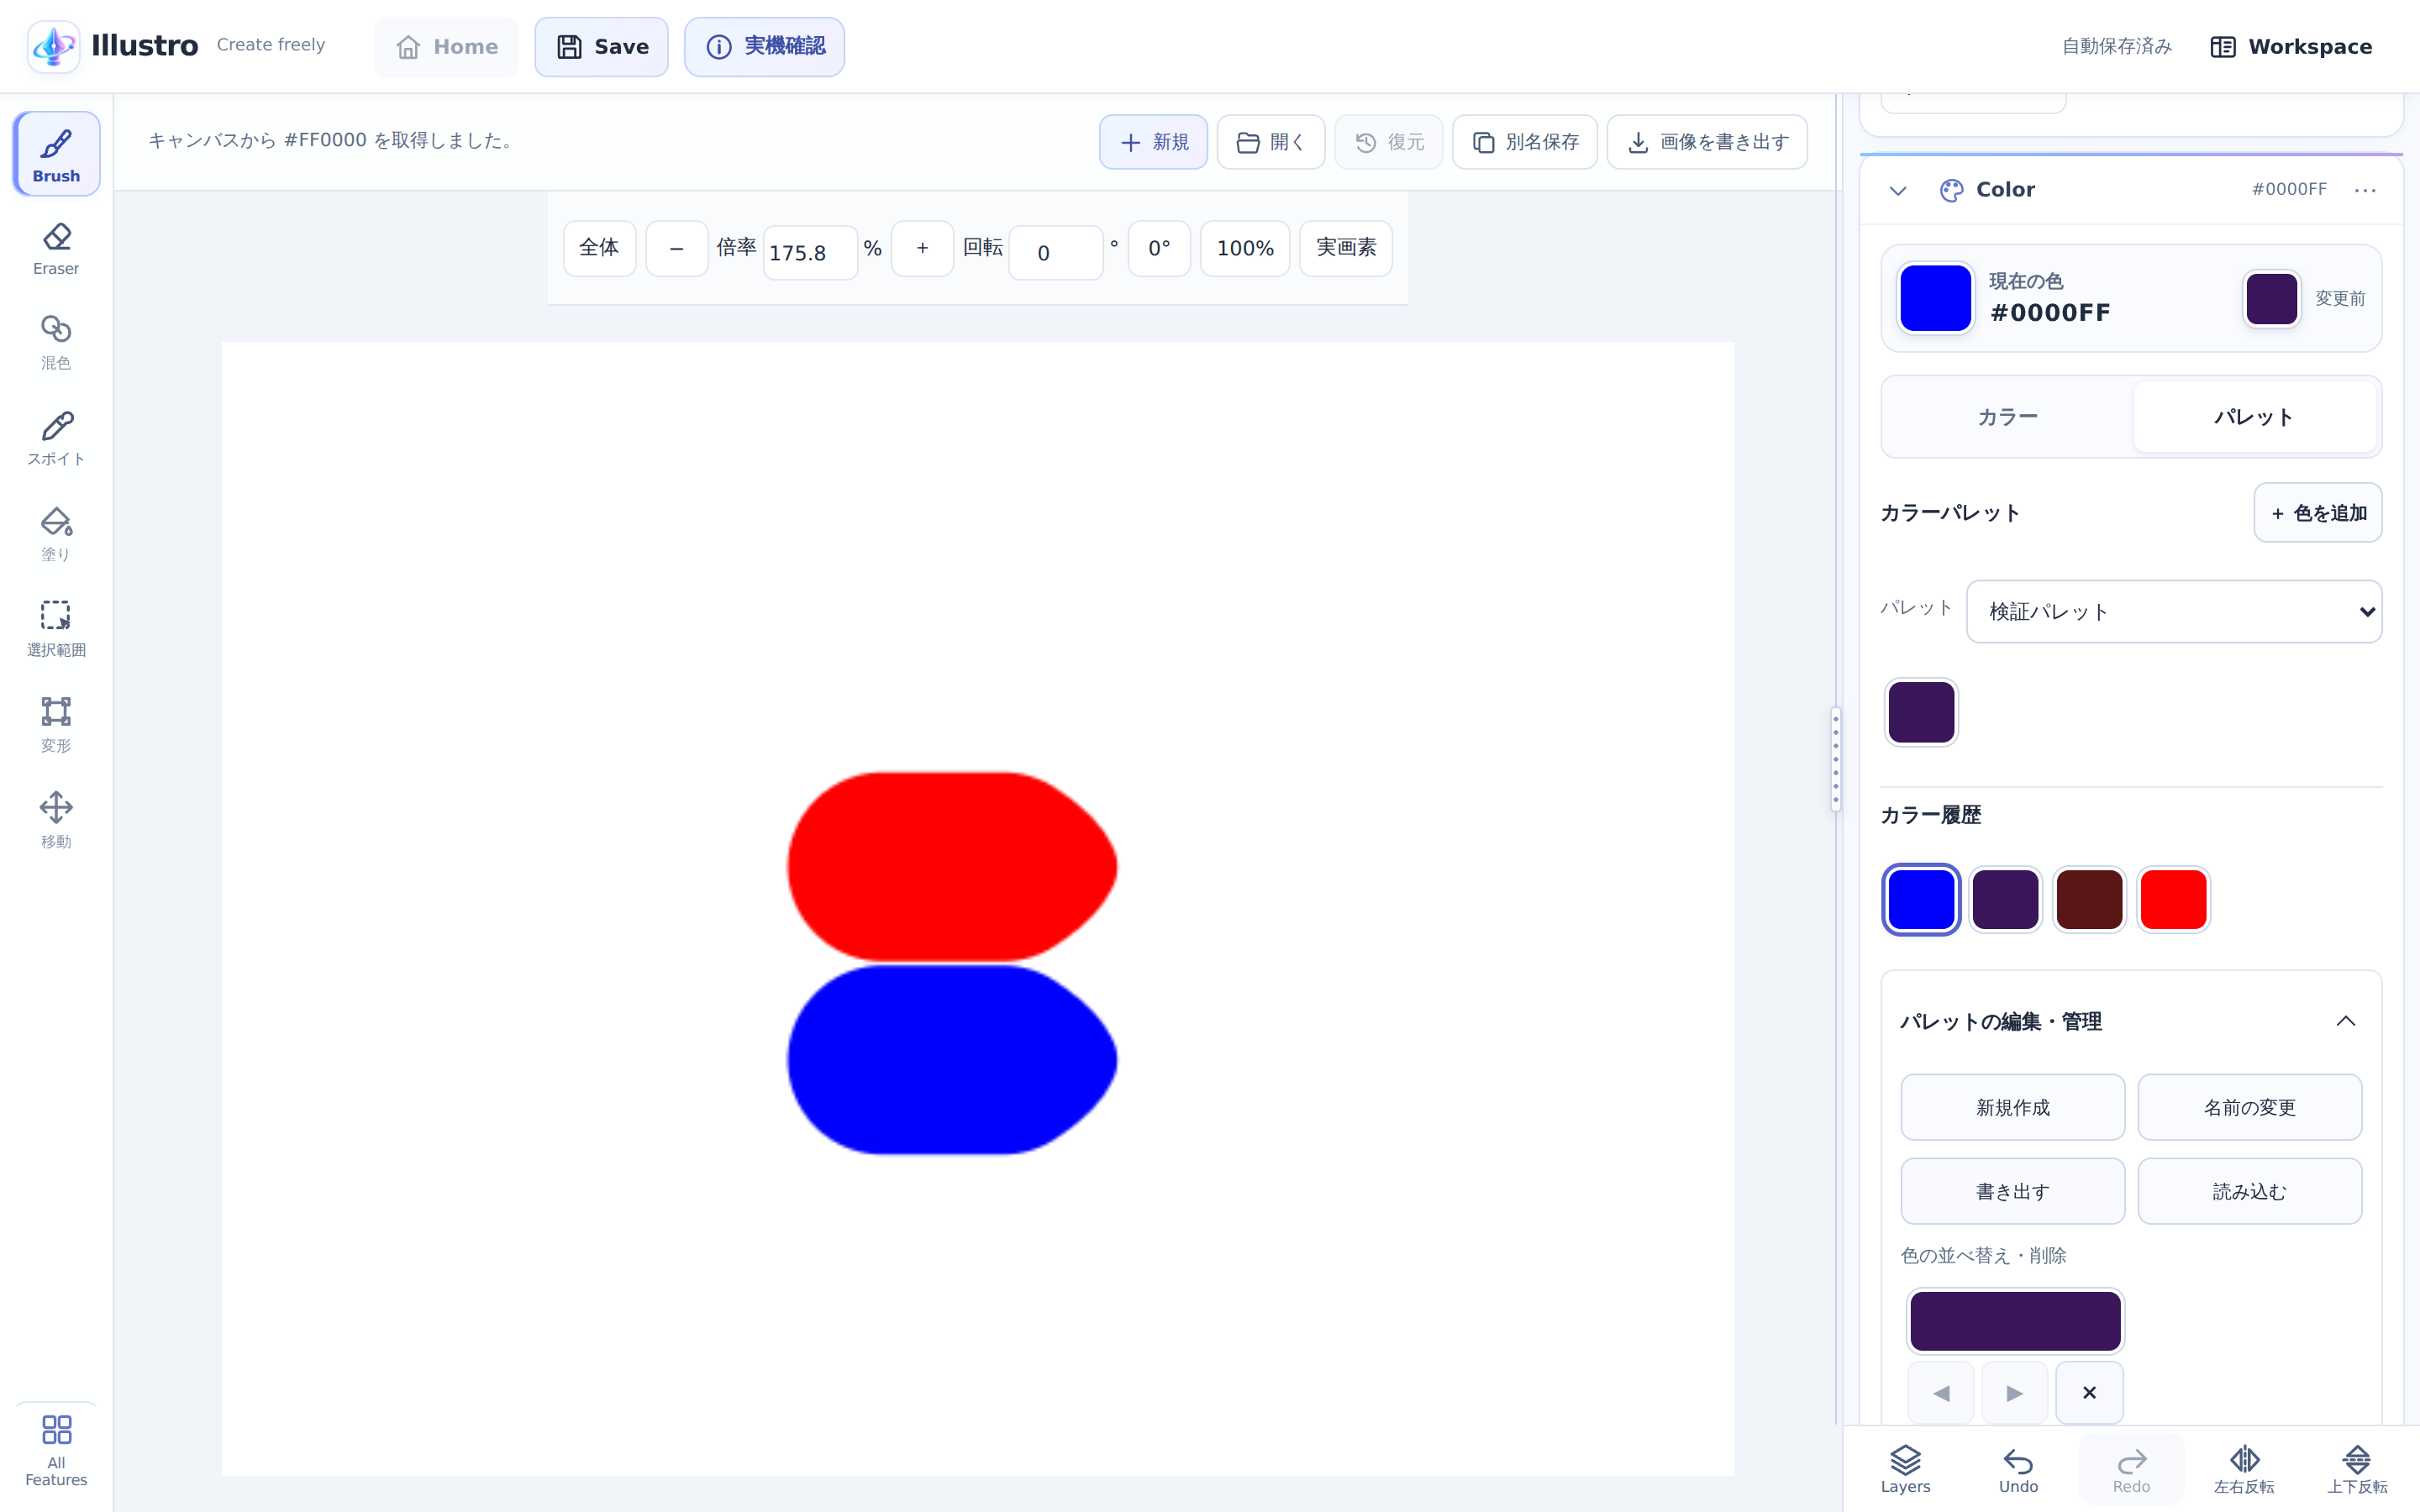 Illustro
Create freely
Home
Save
実機確認
自動保存済み
Workspace
Brush
Eraser
混色
スポイト
塗り
選択範囲
変形
移動
All
Features
キャンバスから #FF0000 を取得しました。
新規
開く
復元
別名保存
画像を書き出す
全体
−
倍率
175.8
%
+
回転
0
°
0°
100%
実画素
Color
#0000FF
···
現在の色
#0000FF
変更前
カラー
パレット
カラーパレット
+ 色を追加
パレット
検証パレット
カラー履歴
パレットの編集・管理
新規作成
名前の変更
書き出す
読み込む
色の並べ替え・削除
◀
▶
×
Layers
Undo
Redo
左右反転
上下反転